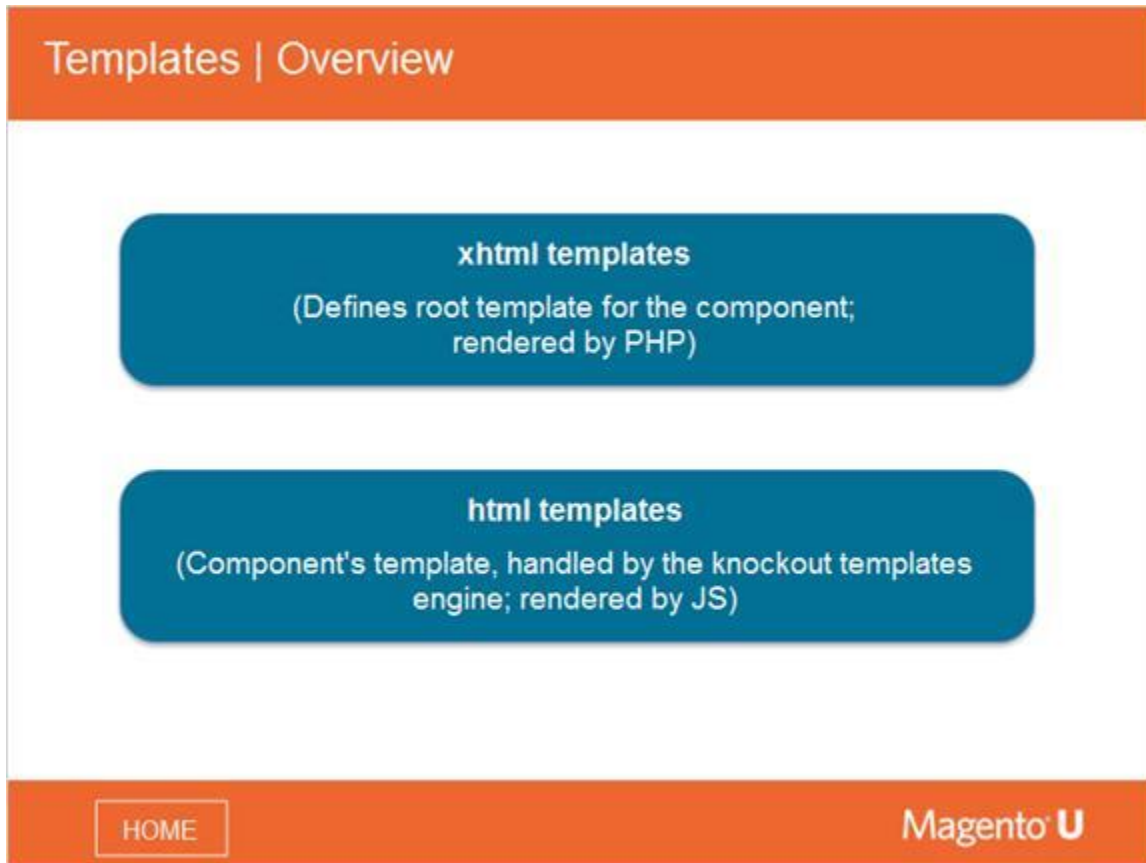 Templates | Overview
xhtml templates
(Defines root template for the component;
rendered by PHP)
html templates
(Component's template, handled by the knockout templates
engine; rendered by JS)
HOME
Magento U